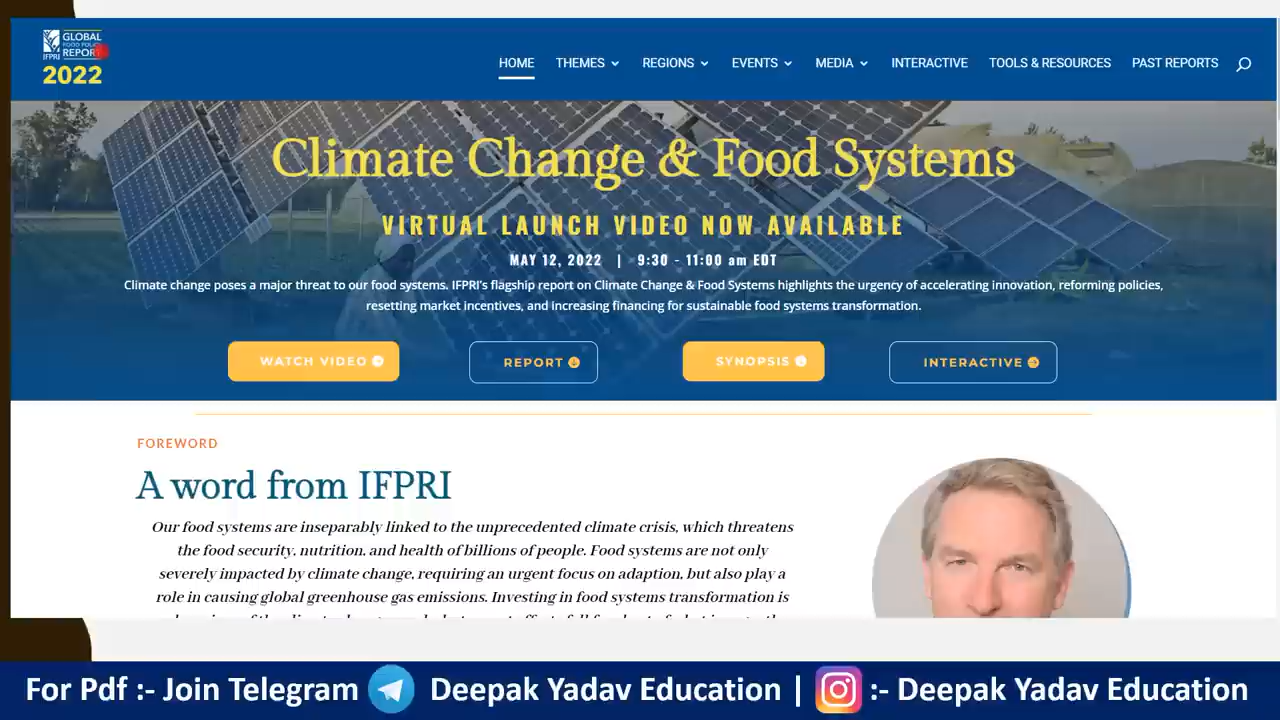 GLOBAL
FOOD POLICY
REPORT
IFPRI
2022
HOME THEMES REGIONS EVENTS MEDIA INTERACTIVE TOOLS & RESOURCES PAST REPORTS
Climate Change & Food Systems
VIRTUAL LAUNCH VIDEO NOW AVAILABLE
MAY 12, 2022 | 9:30 - 11:00 am EDT
Climate change poses a major threat to our food systems. IFPRI's flagship report on Climate Change & Food Systems highlights the urgency of accelerating innovation, reforming policies,
resetting market incentives, and increasing financing for sustainable food systems transformation.
WATCH VIDEO REPORT SYNOPSIS INTERACTIVE
FOREWORD
A word from IFPRI
Our food systems are inseparably linked to the unprecedented climate crisis, which threatens
the food security, nutrition, and health of billions of people. Food systems are not only
severely impacted by climate change, requiring an urgent focus on adaption, but also play a
role in causing global greenhouse gas emissions. Investing in food systems transformation is
For Pdf :- Join Telegram Deepak Yadav Education | :- Deepak Yadav Education